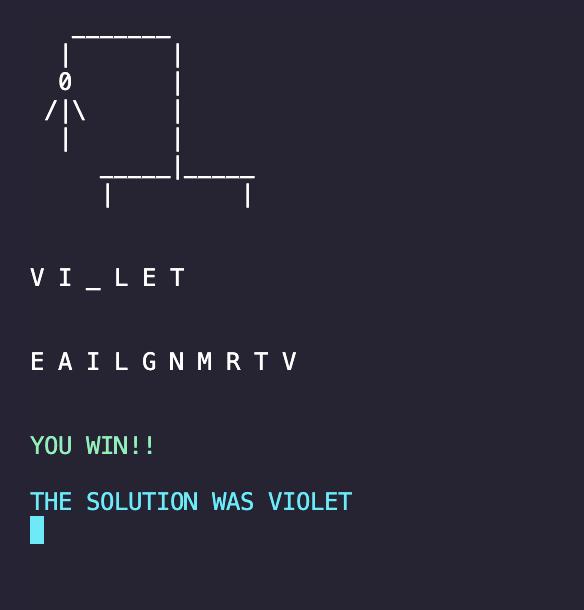 V I _ L E T
E A I L G N M R T V
YOU WIN!!
THE SOLUTION WAS VIOLET